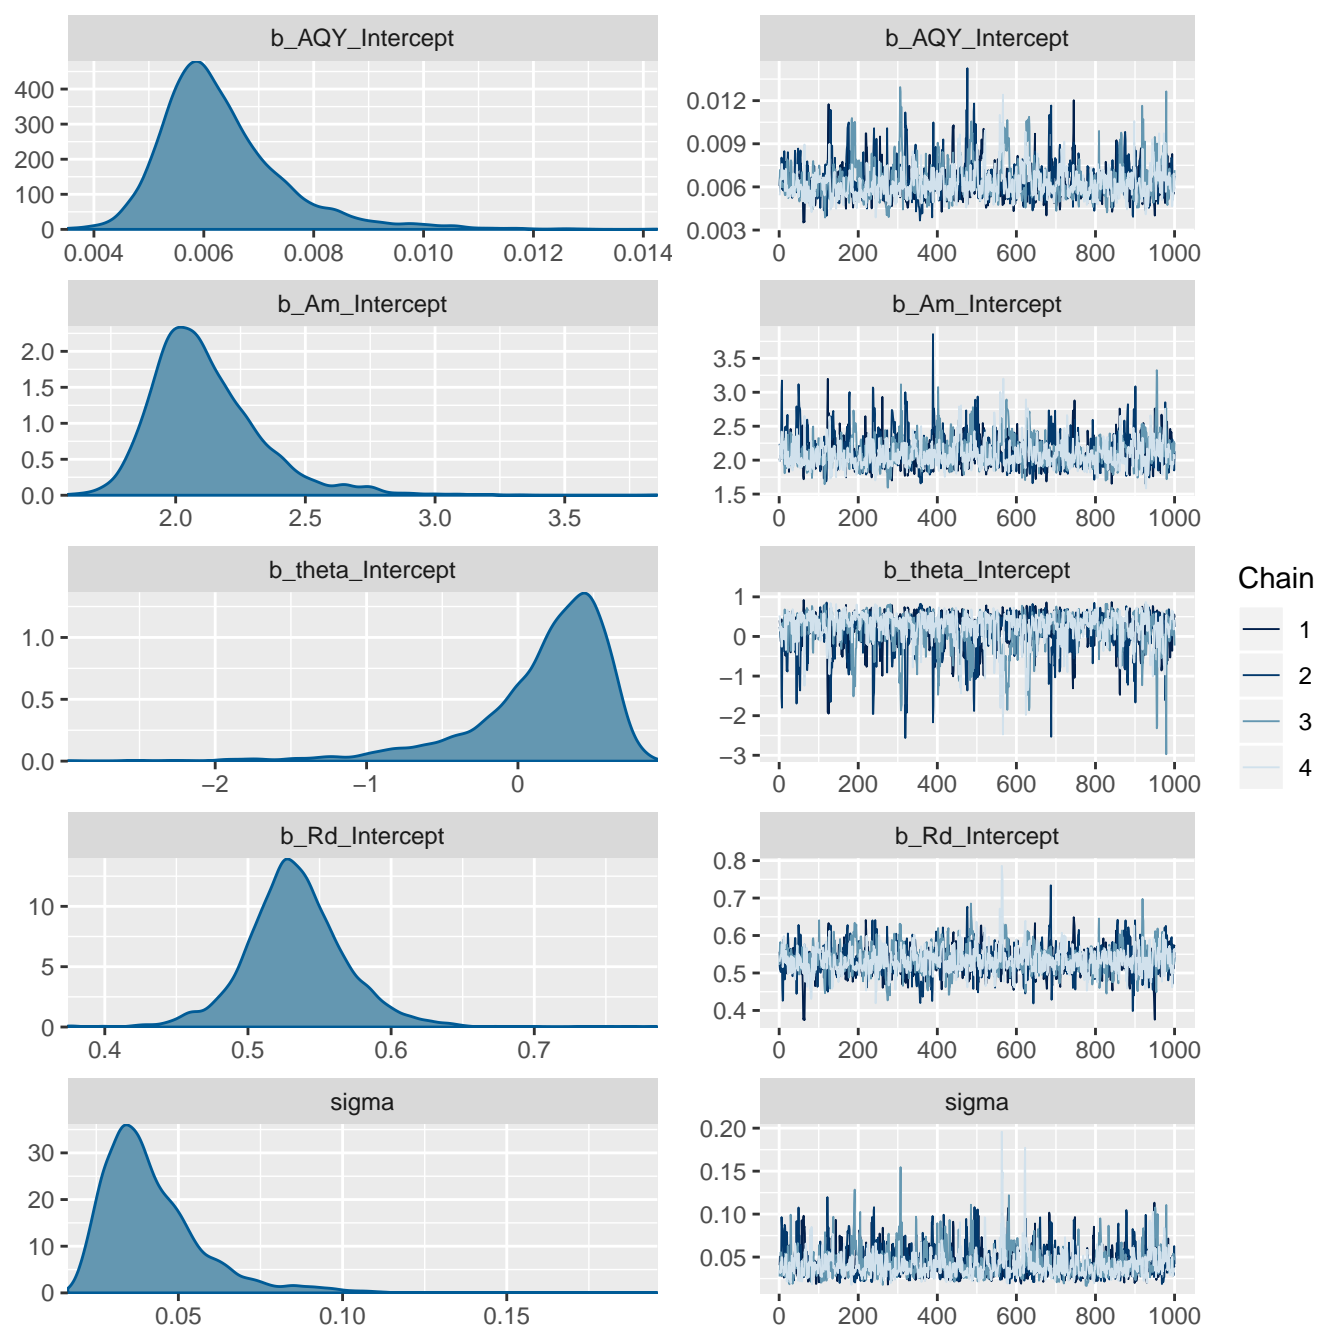 b_AQY_Intercept
400
300
200
100
0
0.004 0.006 0.008 0.010 0.012 0.014
b_AQY_Intercept
0.012
0.009
0.006
0.003
0 200 400 600 800 1000
b_Am_Intercept
2.0
1.5
1.0
0.5
0.0
2.0 2.5 3.0 3.5
b_Am_Intercept
3.5
3.0
2.5
2.0
1.5
0 200 400 600 800 1000
b_theta_Intercept
1.0
0.5
0.0
−2 −1 0
b_theta_Intercept
1
0
−1
−2
−3
0 200 400 600 800 1000
b_Rd_Intercept
10
5
0
0.4 0.5 0.6 0.7
b_Rd_Intercept
0.8
0.7
0.6
0.5
0.4
0 200 400 600 800 1000
sigma
30
20
10
0
0.05 0.10 0.15
sigma
0.20
0.15
0.10
0.05
0 200 400 600 800 1000
Chain
1
2
3
4